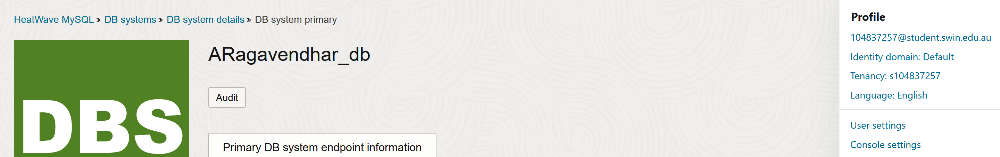 HeatWave MySQL » DB systems » DB system details » DB system primary
DBS
ARagavendhar_db
Audit
Primary DB system endpoint information
Profile
104837257@student.swin.edu.au
Identity domain: Default
Tenancy: s104837257
Language: English
User settings
Console settings